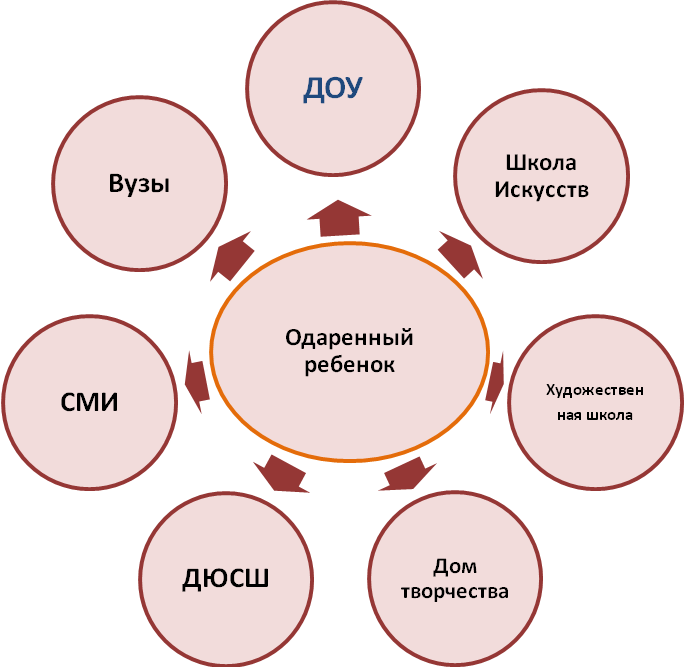 ДОУ
Школа
Искусств
Вузы
Одаренный
ребенок
Художествен
ная школа
СМИ
Дом
творчества
ДЮСШ